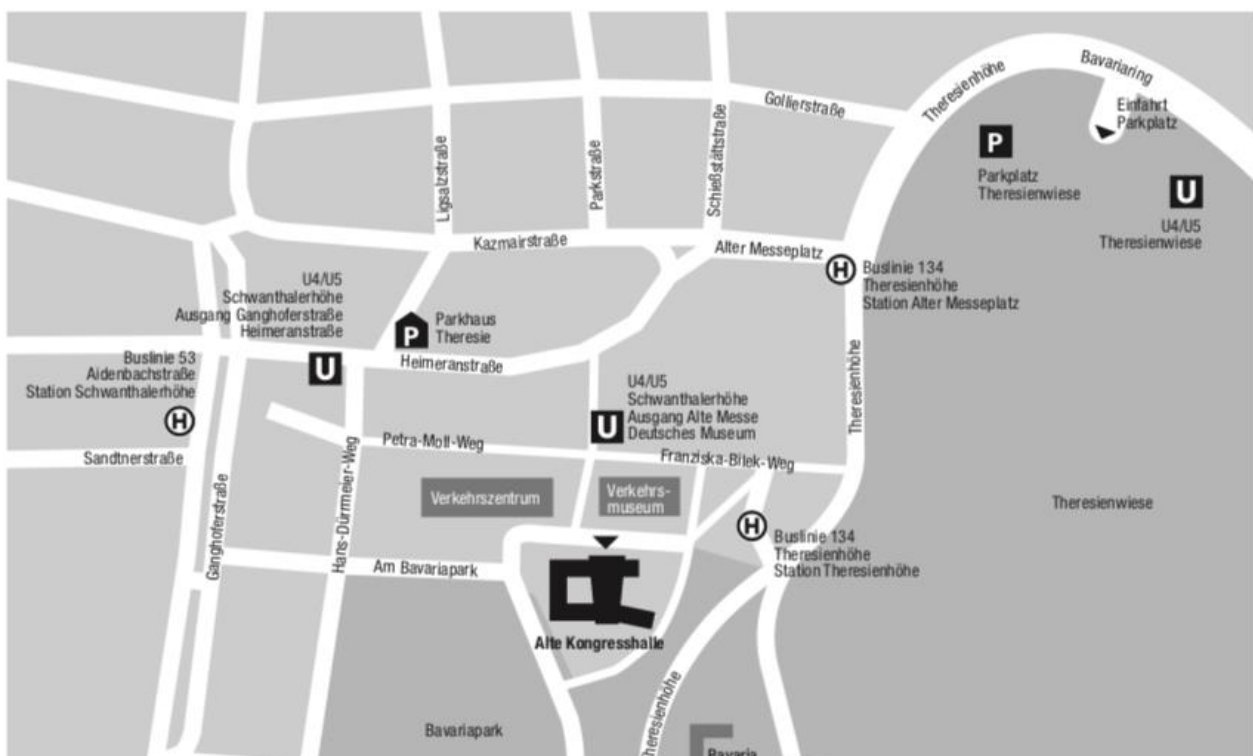 Bavariaring
Theresienhöhe
Gollierstraße
Einfahrt
Parkplatz
P
Parkplatz
Theresienwiese
U
U4/U5
Theresienwiese
Ligsalzstraße
Parkstraße
Schießstättstraße
Kazmairstraße
Alter Messeplatz
H
Buslinie 134
Theresienhöhe
Station Alter Messeplatz
U4/U5
Schwanthalerhöhe
Ausgang Ganghoferstraße
Heimeranstraße
U
P
Parkhaus
Theresie
Heimeranstraße
Buslinie 53
Aidenbachstraße
Station Schwanthalerhöhe
H
Sandtnerstraße
Theresienhöhe
U4/U5
Schwanthalerhöhe
Ausgang Alte Messe
Deutsches Museum
U
Petra-Moll-Weg
Franziska-Bilek-Weg
Hans-Dürrmeier-Weg
Ganghoferstraße
Verkehrszentrum
Verkehrs-
museum
Theresienwiese
H
Buslinie 134
Theresienhöhe
Station Theresienhöhe
Am Bavariapark
Alte Kongresshalle
Theresienhöhe
Bavariapark
Bavaria